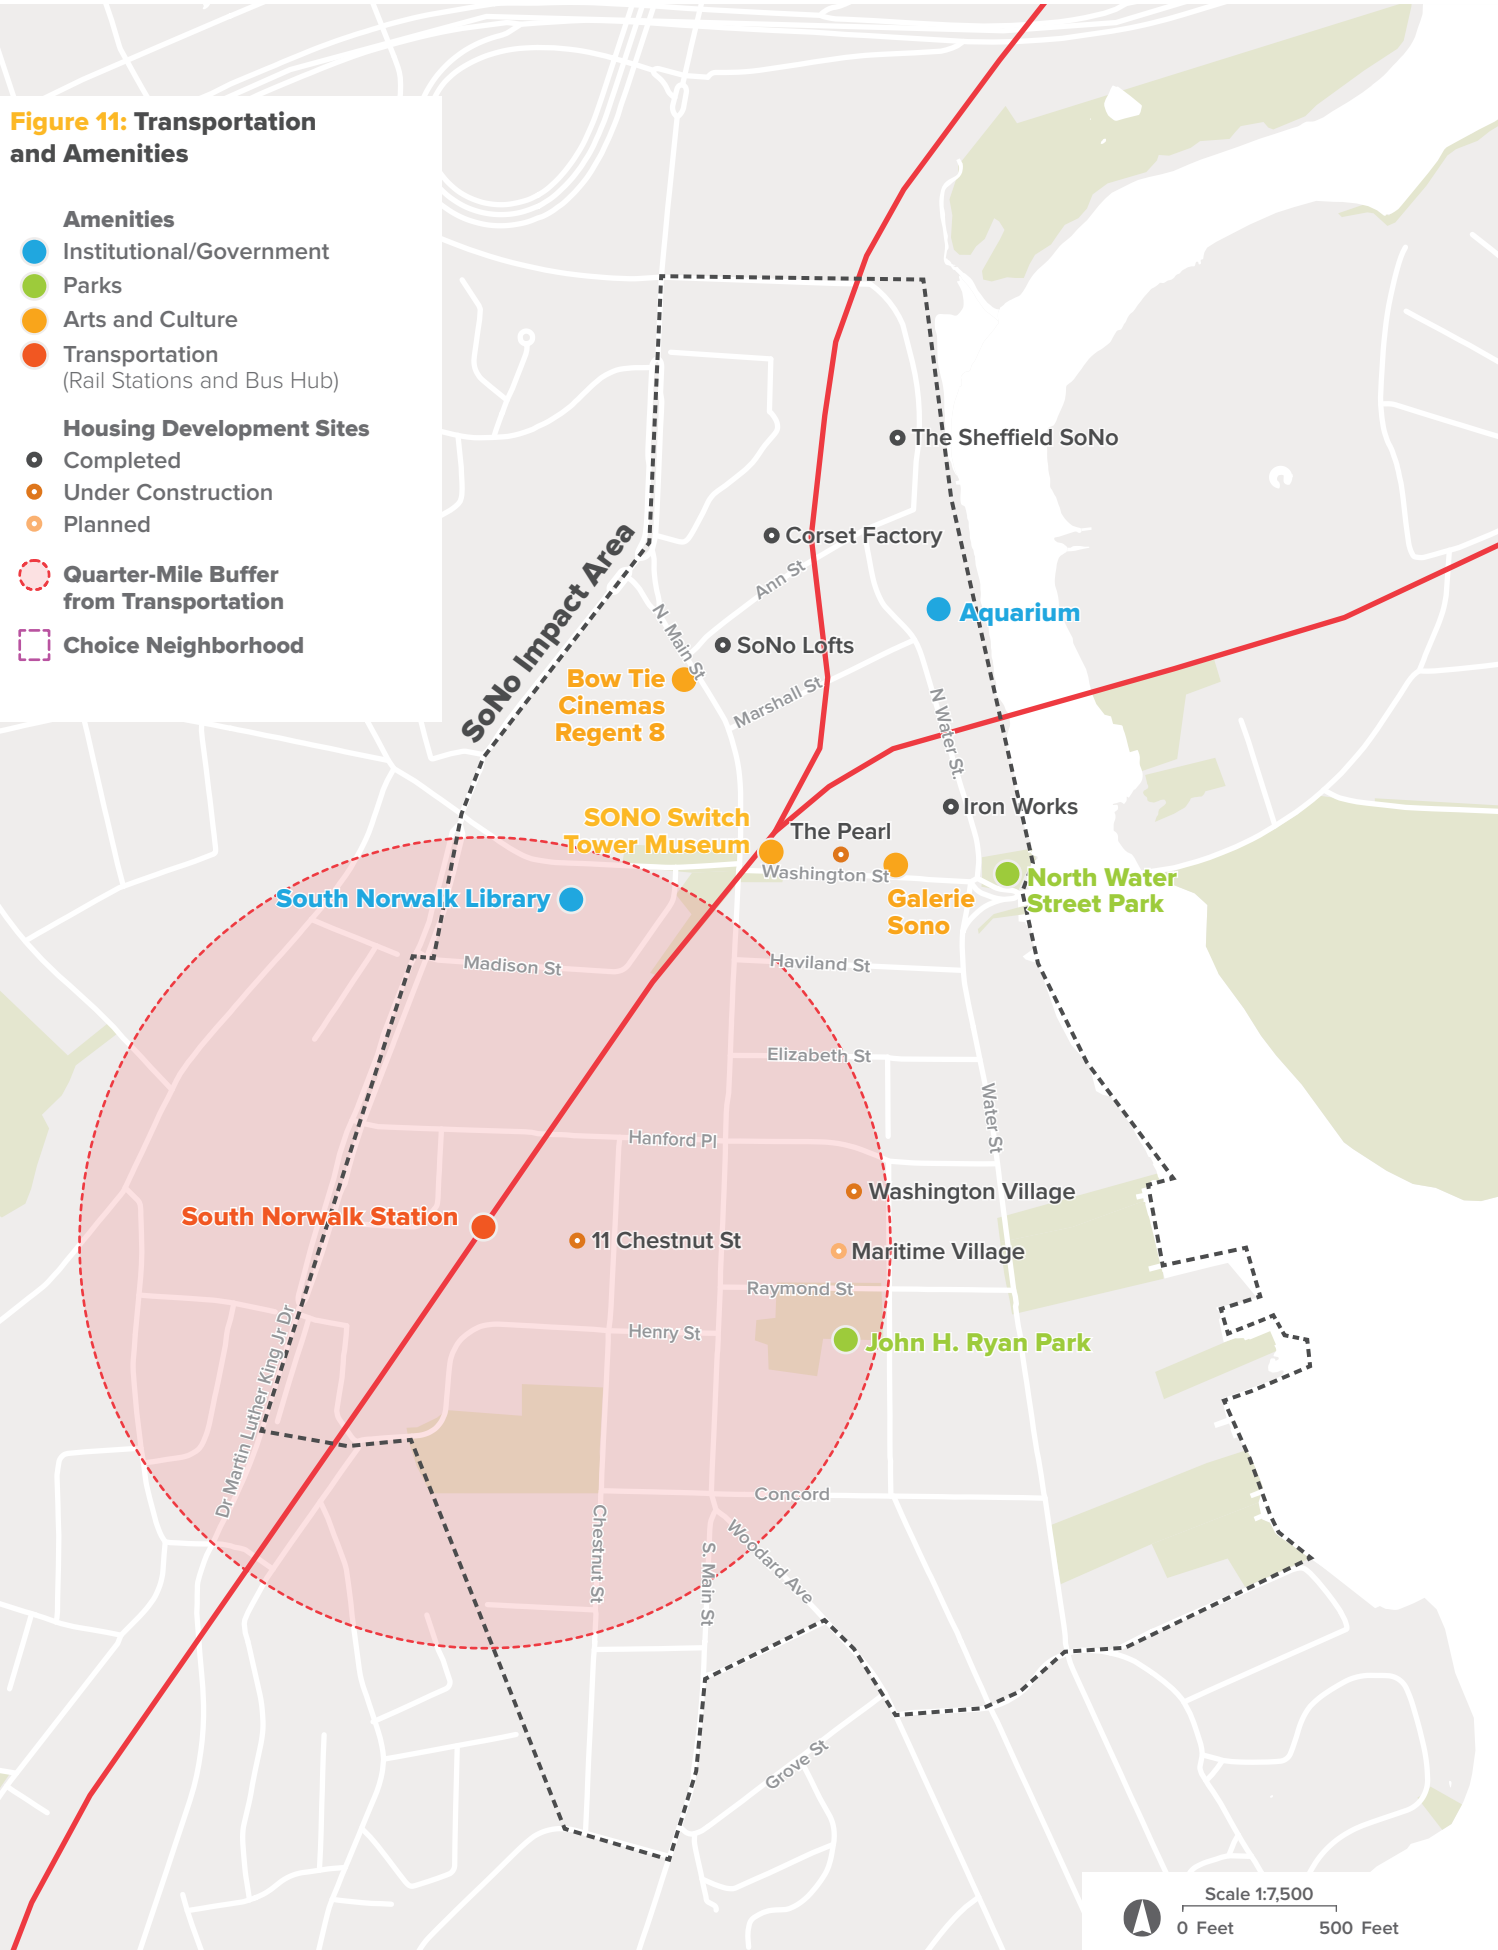 Figure 11: Transportation
and Amenities
Amenities
Institutional/Government
Parks
Arts and Culture
Transportation
(Rail Stations and Bus Hub)
Housing Development Sites
Completed
Under Construction
Planned
Quarter-Mile Buffer
from Transportation
Choice Neighborhood
SoNo Impact Area
The Sheffield SoNo
Corset Factory
Ann St
Aquarium
N. Main St
SoNo Lofts
Bow Tie
Cinemas
Regent 8
Marshall St
N Water St.
Iron Works
SONO Switch
Tower Museum
The Pearl
Washington St
Galerie
Sono
North Water
Street Park
South Norwalk Library
Madison St
Haviland St
Elizabeth St
Water St
Hanford Pl
Washington Village
South Norwalk Station
11 Chestnut St
Maritime Village
Raymond St
Henry St
John H. Ryan Park
Dr Martin Luther King Jr Dr
Concord
Chestnut St
S. Main St
Woodard Ave
Grove St
Scale 1:7,500
0 Feet
500 Feet